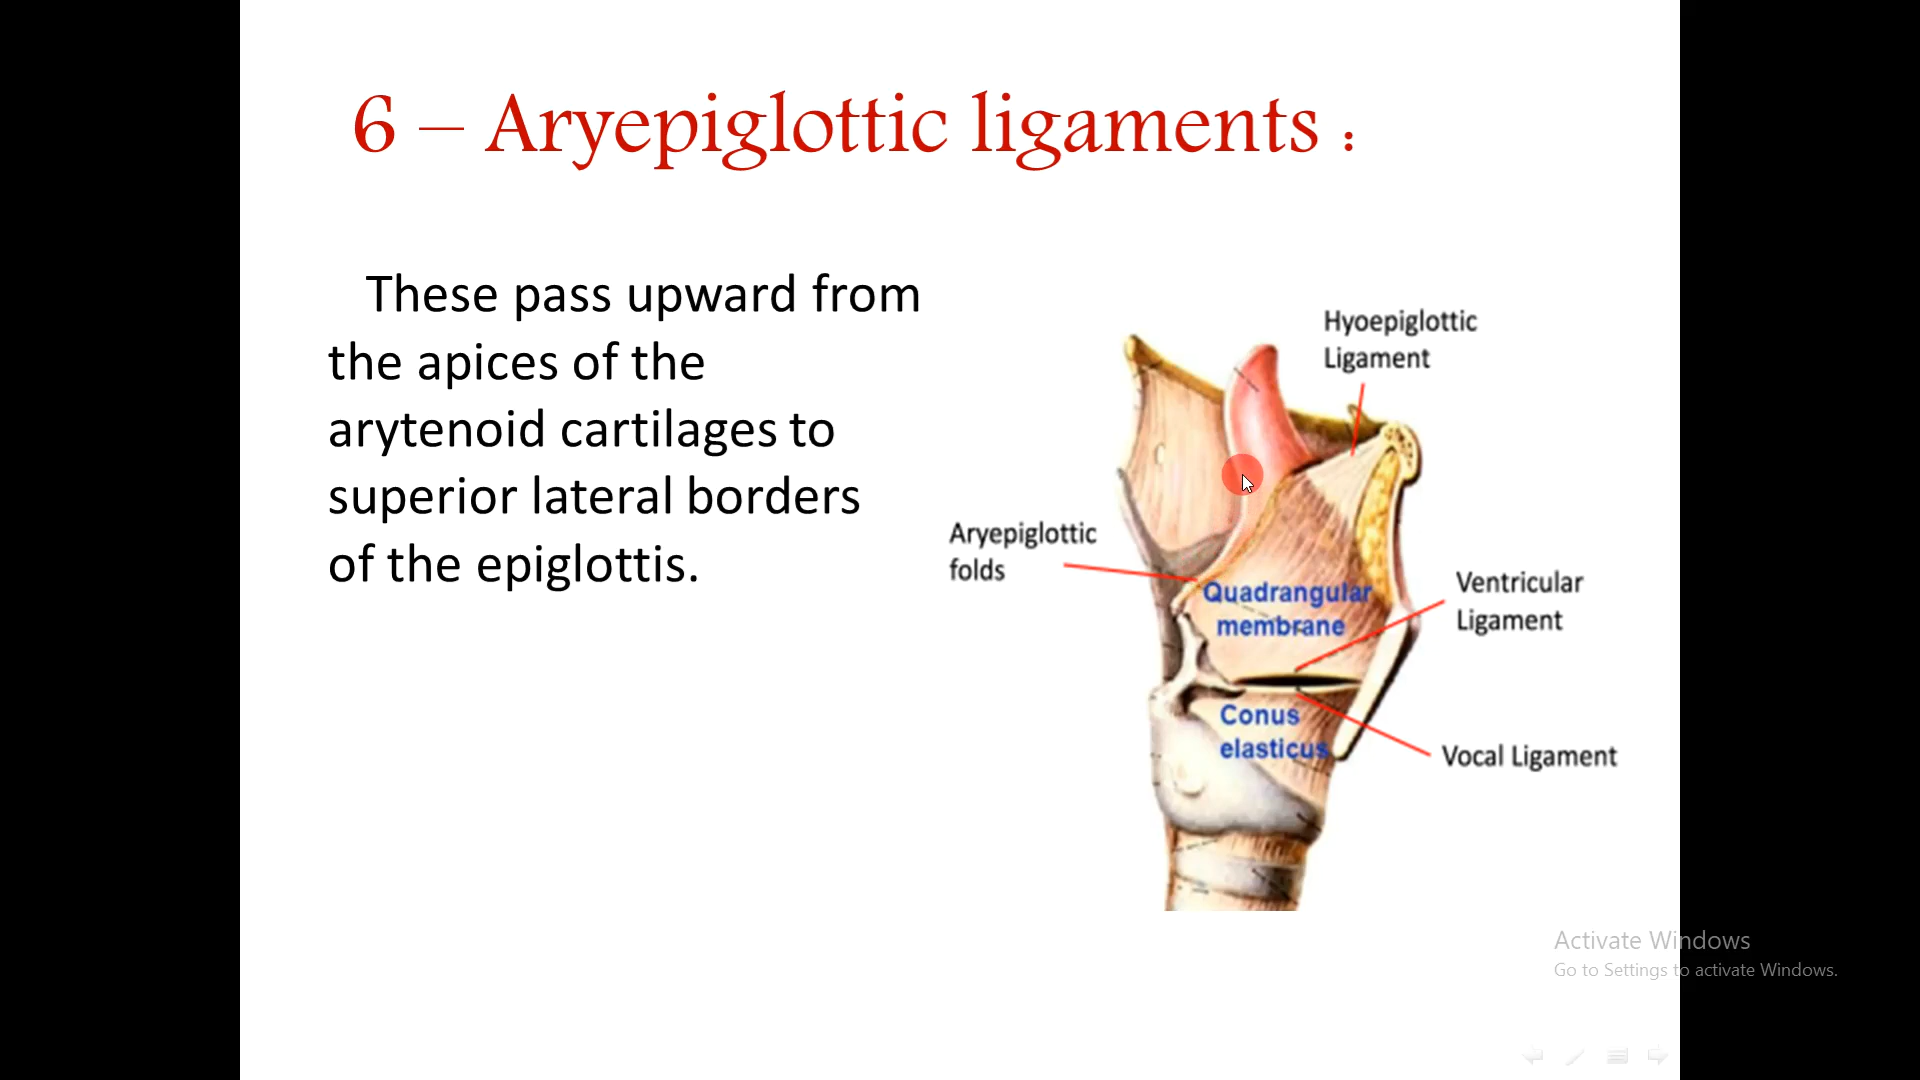 6 – Aryepiglottic ligaments :
These pass upward from
the apices of the
arytenoid cartilages to
superior lateral borders
of the epiglottis.
Hyoepiglottic
Ligament
Aryepiglottic
folds
Quadrangular
membrane
Ventricular
Ligament
Conus
elasticus
Vocal Ligament
Activate Windows
Go to Settings to activate Windows.